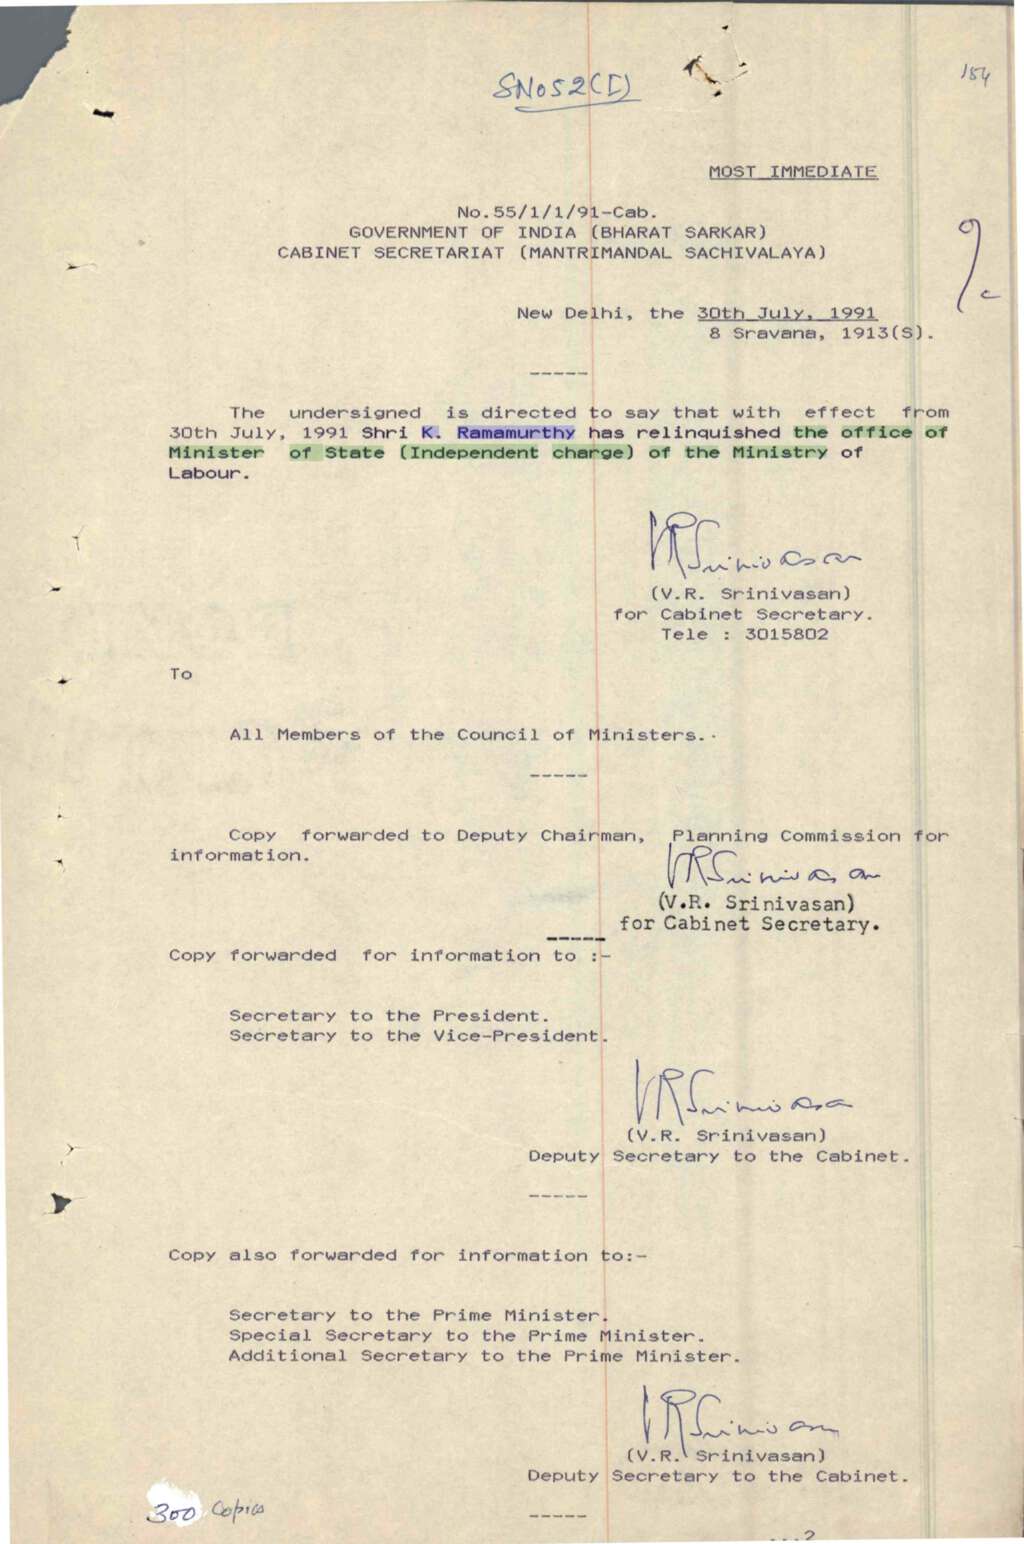 SNo52(I)
154
MOST IMMEDIATE
No.55/1/1/91-Cab.
GOVERNMENT OF INDIA (BHARAT SARKAR)
CABINET SECRETARIAT (MANTRIMANDAL SACHIVALAYA)
New Delhi, the 30th July, 1991
8 Sravana, 1913(S).
-----
The undersigned is directed to say that with effect from
30th July, 1991 Shri K. Ramamurthy has relinquished the office of
Minister of State (Independent charge) of the Ministry of
Labour.
VRSrinivasan
(V.R. Srinivasan)
for Cabinet Secretary.
Tele : 3015802
To
All Members of the Council of Ministers.
-----
Copy forwarded to Deputy Chairman, Planning Commission for
information.
VRSrinivasan
(V.R. Srinivasan)
for Cabinet Secretary.
-----
Copy forwarded for information to :-
Secretary to the President.
Secretary to the Vice-President.
VRSrinivasan
(V.R. Srinivasan)
Deputy Secretary to the Cabinet.
-----
Copy also forwarded for information to:-
Secretary to the Prime Minister.
Special Secretary to the Prime Minister.
Additional Secretary to the Prime Minister.
VRSrinivasan
(V.R. Srinivasan)
Deputy Secretary to the Cabinet.
300 Copies
-----
...2